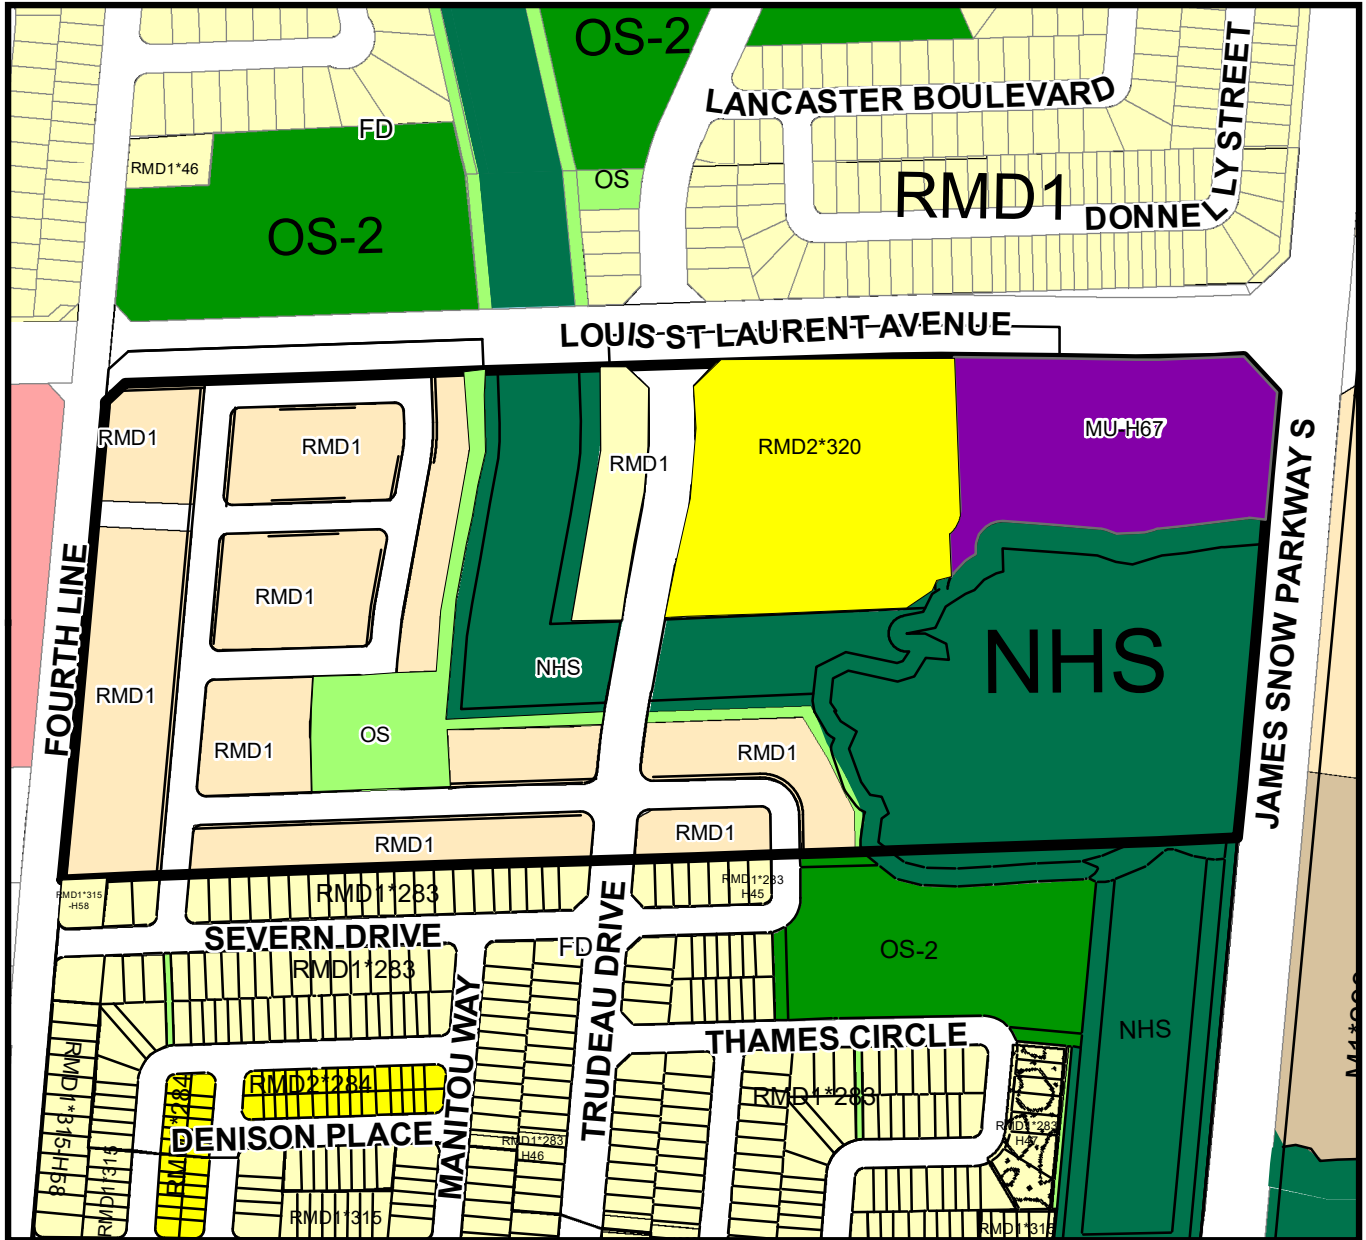 OS-2
LANCASTER BOULEVARD
DONNELLY STREET
FD
RMD1*46
OS
RMD1
OS-2
LOUIS ST LAURENT AVENUE
RMD1
RMD1
RMD1
RMD2*320
MU-H67
FOURTH LINE
JAMES SNOW PARKWAY S
RMD1
RMD1
NHS
NHS
RMD1
OS
RMD1
RMD1
RMD1
RMD1*315
-H58
RMD1*283
RMD1*283
H45
SEVERN DRIVE
FD
TRUDEAU DRIVE
OS-2
RMD1*283
MANITOU WAY
THAMES CIRCLE
NHS
RMD1*315-H58
RMD2*284
RMD2*284
RMD1*283
DENISON PLACE
RMD1*283
H46
RMD1*283
H47
RMD1*315
RMD1*315
RMD1*315